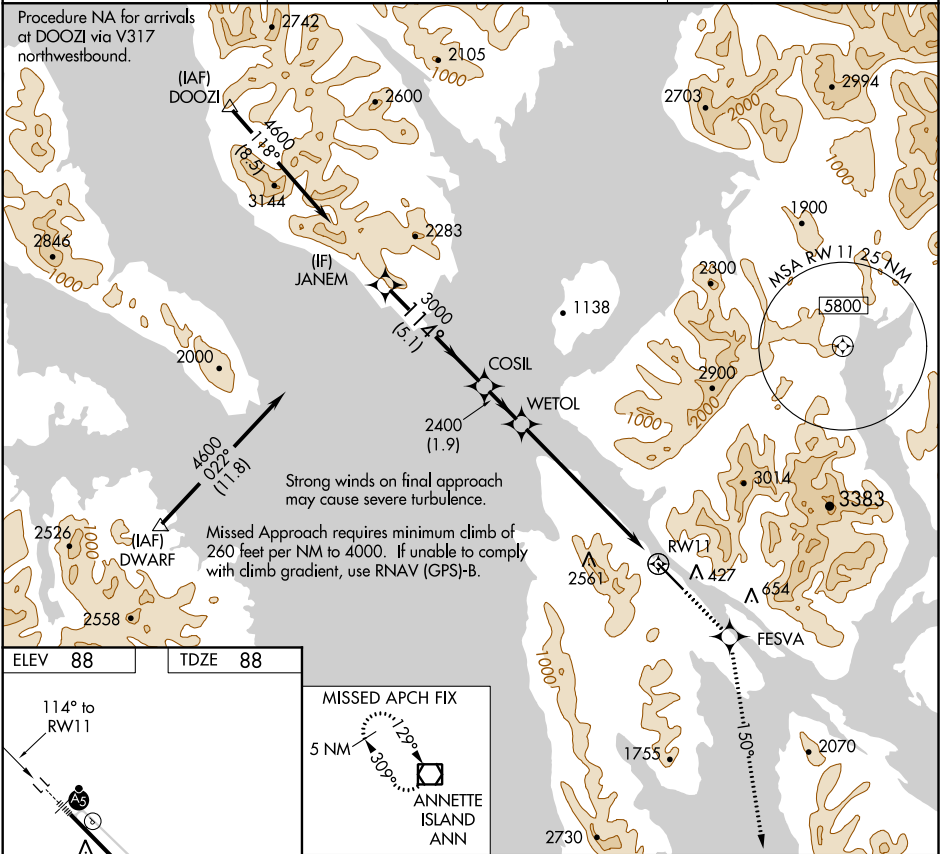 Procedure NA for arrivals
at DOOZI via V317
northwestbound.
2742
2105
1000
(IAF)
DOOZI
2600
2703
2000
2994
4600
118°
(8.5)
1000
3144
1900
2846
2283
1000
(IF)
JANEM
2300
MSA RW 11 25 NM
5800
3000
114°
(5.1)
1138
2000
COSIL
2900
2000
1000
WETOL
2400
(1.9)
4600
022°
(11.8)
Strong winds on final approach
may cause severe turbulence.
3014
3383
2526
1000
(IAF)
DWARF
Missed Approach requires minimum climb of
260 feet per NM to 4000. If unable to comply
with climb gradient, use RNAV (GPS)-B.
RW11
2561
427
654
2558
FESVA
ELEV 88
TDZE 88
1000
114° to
RW11
MISSED APCH FIX
5 NM
129°
309°
ANNETTE
ISLAND
ANN
150°
1755
2070
2730
A5
P